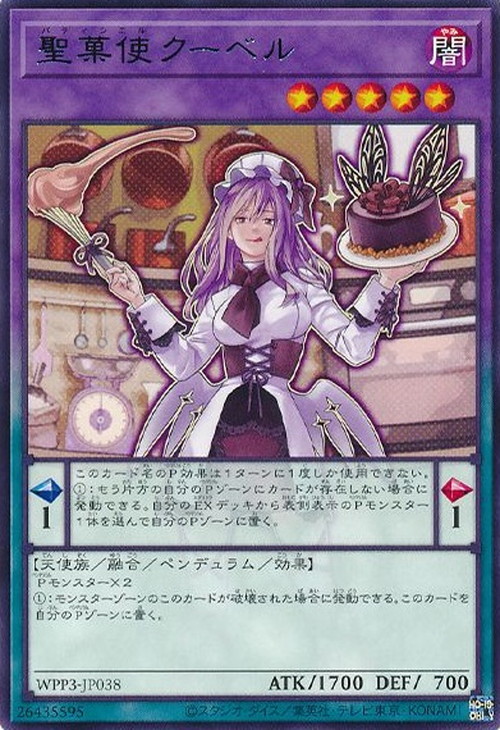 パティシエル
聖菓使クーベル
やみ
闇
このカード名のP効果は1ターンに1度しか使用できない。
①:もう片方の自分のPゾーンにカードが存在しない場合に
発動できる。自分のEXデッキから表側表示のPモンスター
1体を選んで自分のPゾーンに置く。
1
1
【天使族/融合/ペンデュラム/効果】
Pモンスター×2
①:モンスターゾーンのこのカードが破壊された場合に発動できる。このカードを
自分のPゾーンに置く。
WPP3-JP038
ATK/1700 DEF/ 700
26435595
©スタジオ・ダイス/集英社・テレビ東京・KONAMI